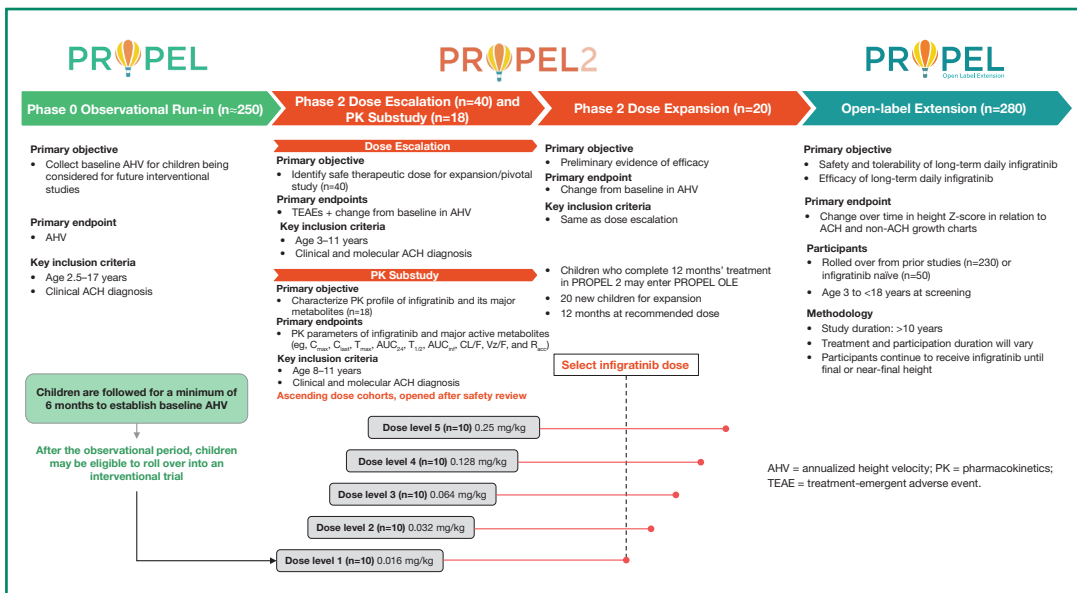 PROPEL
PROPEL2
PROPEL
Open Label Extension
Phase 0 Observational Run-in (n≈250)
Phase 2 Dose Escalation (n=40) and
PK Substudy (n=18)
Phase 2 Dose Expansion (n=20)
Open-label Extension (n=280)
Primary objective
• Collect baseline AHV for children being
considered for future interventional
studies
Primary endpoint
• AHV
Key inclusion criteria
• Age 2.5–17 years
• Clinical ACH diagnosis
Children are followed for a minimum of
6 months to establish baseline AHV
After the observational period, children
may be eligible to roll over into an
interventional trial
Dose Escalation
Primary objective
• Identify safe therapeutic dose for expansion/pivotal
study (n=40)
Primary endpoints
• TEAEs + change from baseline in AHV
Key inclusion criteria
• Age 3–11 years
• Clinical and molecular ACH diagnosis
PK Substudy
Primary objective
• Characterize PK profile of infigratinib and its major
metabolites (n=18)
Primary endpoints
• PK parameters of infigratinib and major active metabolites
(eg, Cmax, Clast, Tmax, AUC24, T1/2, AUCinf, CL/F, Vz/F, and Racc)
Key inclusion criteria
• Age 8–11 years
• Clinical and molecular ACH diagnosis
Ascending dose cohorts, opened after safety review
Primary objective
• Preliminary evidence of efficacy
Primary endpoint
• Change from baseline in AHV
Key inclusion criteria
• Same as dose escalation
• Children who complete 12 months' treatment
in PROPEL 2 may enter PROPEL OLE
• 20 new children for expansion
• 12 months at recommended dose
Select infigratinib dose
Dose level 5 (n=10) 0.25 mg/kg
Dose level 4 (n=10) 0.128 mg/kg
Dose level 3 (n=10) 0.064 mg/kg
Dose level 2 (n=10) 0.032 mg/kg
Dose level 1 (n=10) 0.016 mg/kg
Primary objective
• Safety and tolerability of long-term daily infigratinib
• Efficacy of long-term daily infigratinib
Primary endpoint
• Change over time in height Z-score in relation to
ACH and non-ACH growth charts
Participants
• Rolled over from prior studies (n=230) or
infigratinib naïve (n=50)
• Age 3 to <18 years at screening
Methodology
• Study duration: >10 years
• Treatment and participation duration will vary
• Participants continue to receive infigratinib until
final or near-final height
AHV = annualized height velocity; PK = pharmacokinetics;
TEAE = treatment-emergent adverse event.